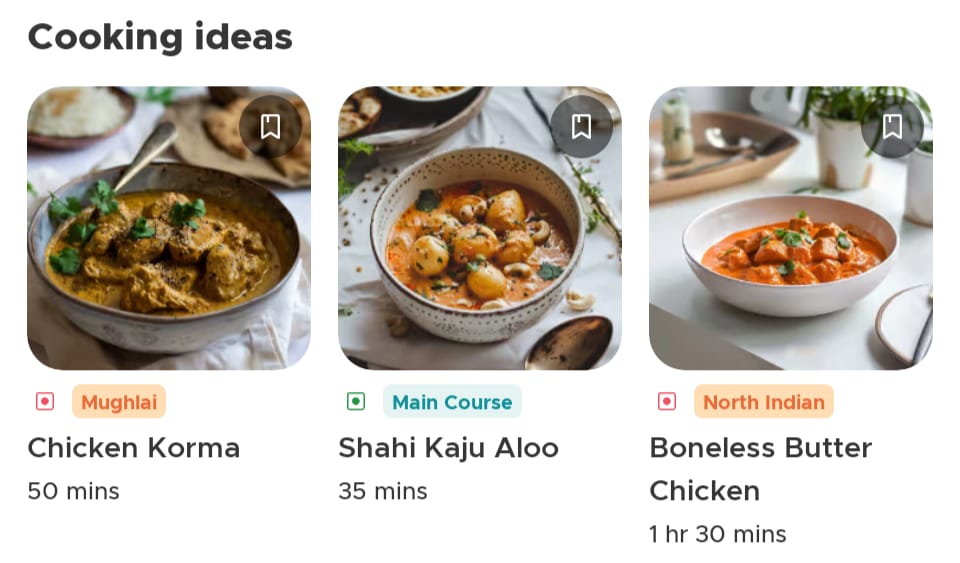 Cooking ideas
Mughlai
Chicken Korma
50 mins
Main Course
Shahi Kaju Aloo
35 mins
North Indian
Boneless Butter
Chicken
1 hr 30 mins